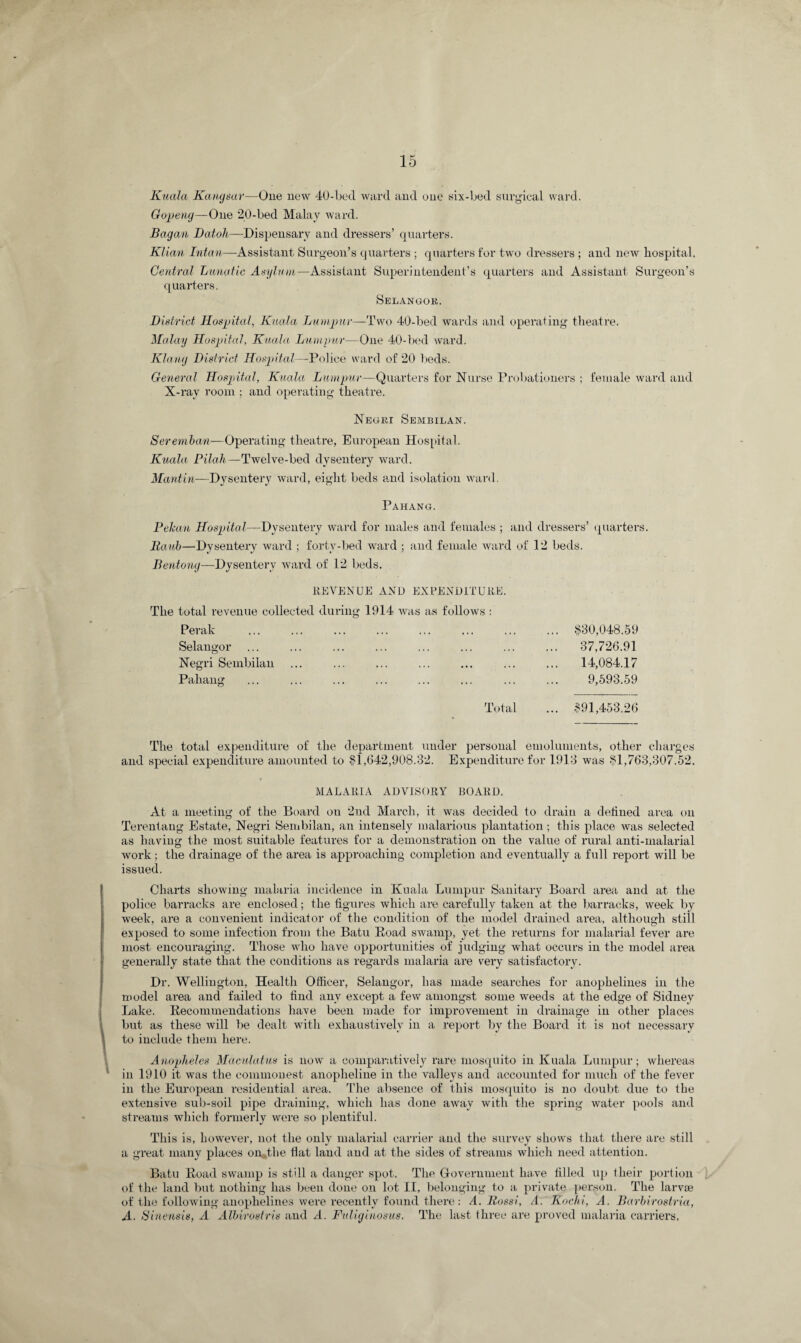 15
Kuala Kangsar—One new 40-bed ward and one six-bed surgical ward.
Gopeng—One 20-bed Malay ward.
Bagan Datoh—Dispensary and dressers’ quarters.
Klian Intan—Assistant Surgeon’s quarters ; quarters for two dressers ; and new hospital.
Central Lunatic Asylum—Assistant Superintendent’s quarters and Assistant Surgeon’s
quarters.
SELANGOR.
District Hospital, Kuala Lumpur—Two 40-bed wards and operating theatre.
Malay Hospital, Kuala Lumpur—One 40-bed ward.
Klang District Hospital—Police ward of 20 beds.
General Hospital, Kuala Lumpur—Quarters for Nurse Probationers ; female ward and
X-ray room ; and operating theatre.
NEGRI SEMBILAN.
Seremban—Operating theatre, European Hospital.
Kuala Pilah—Twelve-bed dysentery ward.
Mantin—Dysentery ward, eight beds and isolation ward.
PAHANG.
Pekan Hospital—Dysentery ward for males and females ; and dressers’ quarters.
Raub—Dysentery ward ; forty-bed ward ; and female ward of 12 beds.
Bentong—Dysentery ward of 12 beds.
REVENUE AND EXPENDITURE.
The total revenue collected during 1914 was as follows :
Perak ... ... ... ... ... ... ... ... $30,048.59
Selangor ... ... ... ... ... ... ... ... 37,726.91
Negri Sembilan ... ... ... ... ... ... ... 14,084.17
Pahang ... ... ... ... ... ... ... ... 9,593.59
Total ... $91,453.26
The total expenditure of the department under personal emoluments, other charges
and special expenditure amounted to $1,642,908.32. Expenditure for 1913 was $1,763,307.52.
MALARIA ADVISORY BOARD.
At a meeting of the Board on 2nd March, it was decided to drain a defined area on
Terentang Estate, Negri Sembilan, an intensely malarious plantation ; this place was selected
as having the most suitable features for a demonstration on the value of rural anti-malarial
work ; the drainage of the area is approaching completion and eventually a full report will be
issued.
Charts showing malaria incidence in Kuala Lumpur Sanitary Board area and at the
police barracks are enclosed ; the figures which are carefully taken at the barracks, week by
week, are a convenient indicator of the condition of the model drained area, although still
exposed to some infection from the Batu Road swamp, yet the returns for malarial fever are
most encouraging. Those who have opportunities of judging what occurs in the model area
generally state that the conditions as regards malaria are very satisfactory.
Dr. Wellington, Health Officer, Selangor, has made searches for anophelines in the
model area and failed to find any except a few amongst some weeds at the edge of Sidney
Lake. Recommendations have been made for improvement in drainage in other places
but as these will be dealt with exhaustively in a report by the Board it is not necessary
to include them here.
Anopheles Maculatus is now a comparatively rare mosquito in Kuala Lumpur ; whereas
in 1910 it was the commonest anopheline in the valleys and accounted for much of the fever
in the European residential area. The absence of this mosquito is no doubt due to the
extensive sub-soil pipe draining, which has done away with the spring water pools and
streams which formerly were so plentiful.
This is, however, not the only malarial carrier and the survey shows that there are still
a great many places on the flat land and at the sides of streams which need attention.
Batu Road swamp is still a danger spot. The Government have filled up their portion
of the land but nothing has been done on lot II, belonging to a private person. The larvæ
of the following anophelines were recently found there : A. Rossi, A. Kochi, A. Barbirostria,
A. Sinensis, A Albirostris and A. Fuliginosus. The last three are proved malaria carriers.